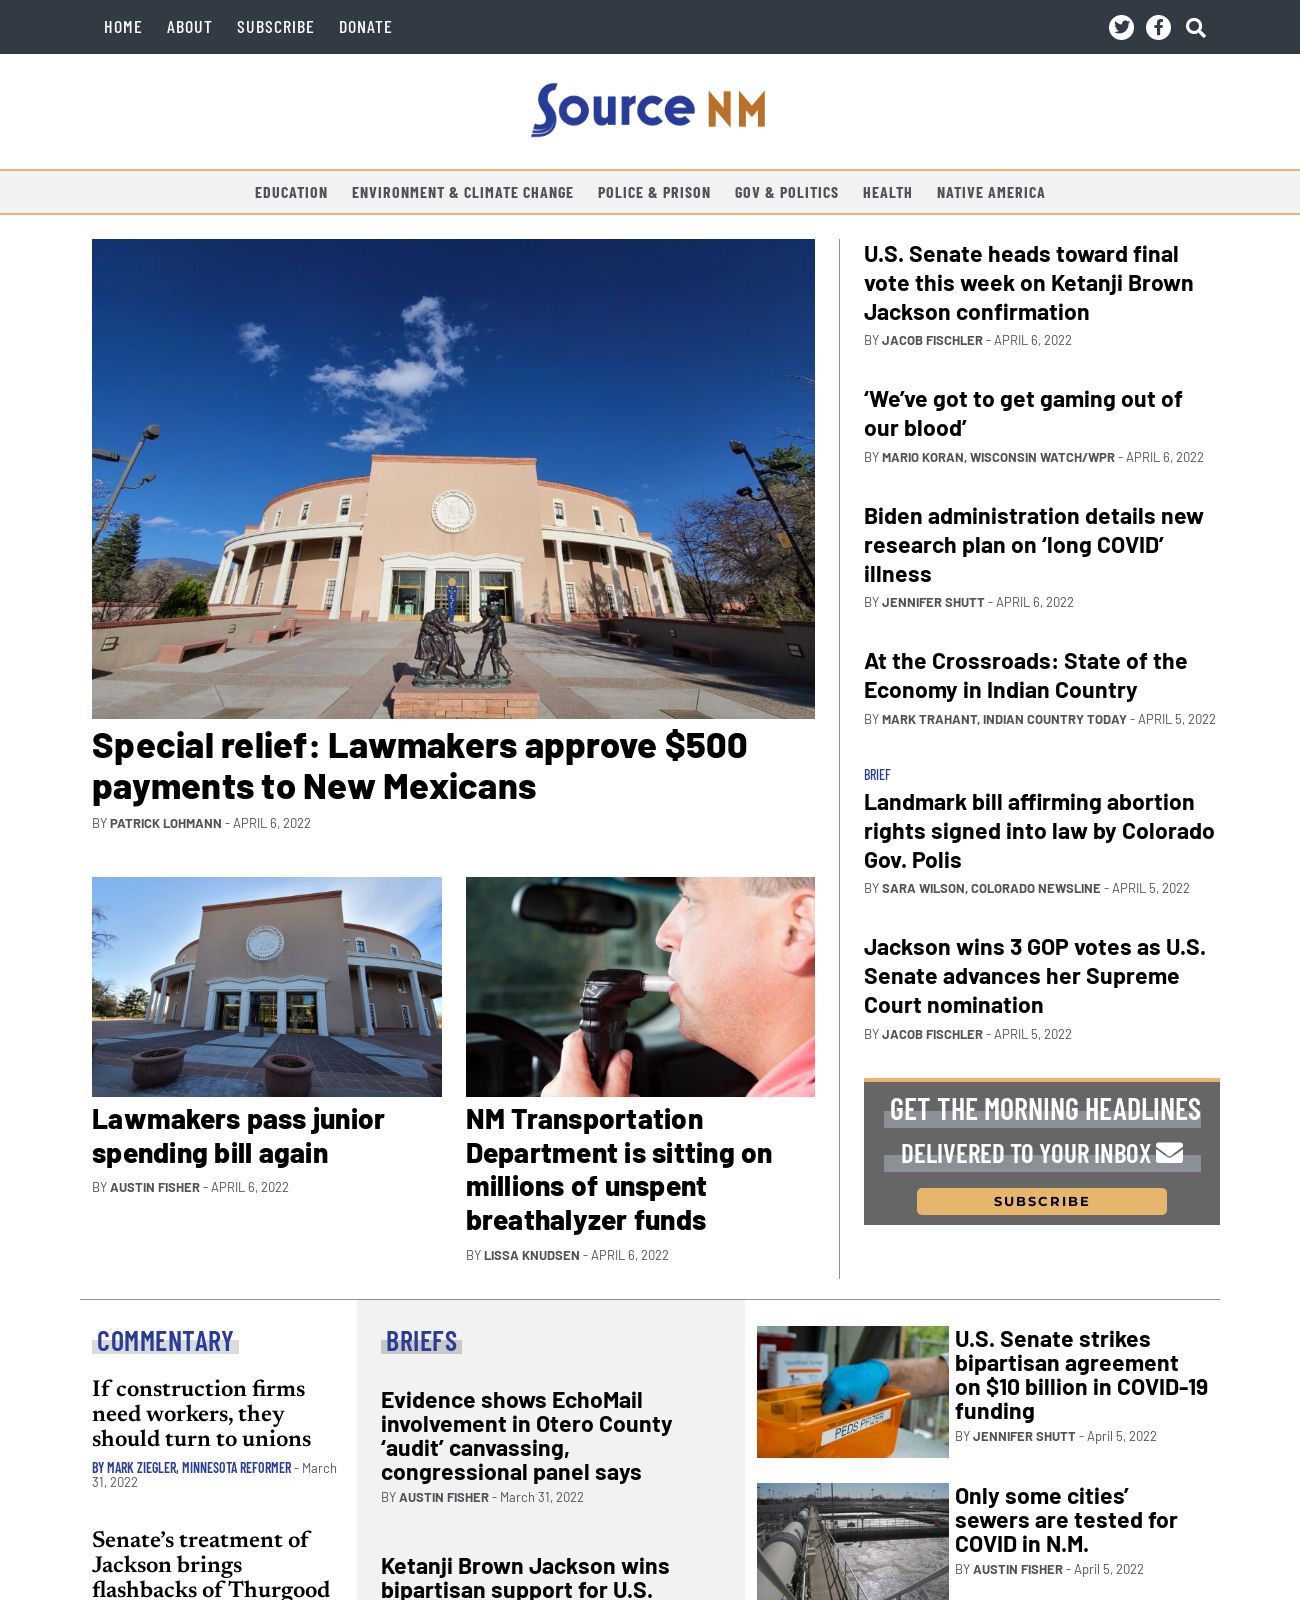 HOME ABOUT SUBSCRIBE DONATE
Source NM
EDUCATION ENVIRONMENT & CLIMATE CHANGE POLICE & PRISON GOV & POLITICS HEALTH NATIVE AMERICA
Special relief: Lawmakers approve $500
payments to New Mexicans
BY PATRICK LOHMANN - APRIL 6, 2022
Lawmakers pass junior
spending bill again
BY AUSTIN FISHER - APRIL 6, 2022
NM Transportation
Department is sitting on
millions of unspent
breathalyzer funds
BY LISSA KNUDSEN - APRIL 6, 2022
U.S. Senate heads toward final
vote this week on Ketanji Brown
Jackson confirmation
BY JACOB FISCHLER - APRIL 6, 2022
‘We’ve got to get gaming out of
our blood’
BY MARIO KORAN, WISCONSIN WATCH/WPR - APRIL 6, 2022
Biden administration details new
research plan on ‘long COVID’
illness
BY JENNIFER SHUTT - APRIL 6, 2022
At the Crossroads: State of the
Economy in Indian Country
BY MARK TRAHANT, INDIAN COUNTRY TODAY - APRIL 5, 2022
BRIEF
Landmark bill affirming abortion
rights signed into law by Colorado
Gov. Polis
BY SARA WILSON, COLORADO NEWSLINE - APRIL 5, 2022
Jackson wins 3 GOP votes as U.S.
Senate advances her Supreme
Court nomination
BY JACOB FISCHLER - APRIL 5, 2022
GET THE MORNING HEADLINES
DELIVERED TO YOUR INBOX
SUBSCRIBE
COMMENTARY
If construction firms
need workers, they
should turn to unions
BY MARK ZIEGLER, MINNESOTA REFORMER - March
31, 2022
Senate’s treatment of
Jackson brings
flashbacks of Thurgood
BRIEFS
Evidence shows EchoMail
involvement in Otero County
‘audit’ canvassing,
congressional panel says
BY AUSTIN FISHER - March 31, 2022
Ketanji Brown Jackson wins
bipartisan support for U.S.
PEDS PFIZER
U.S. Senate strikes
bipartisan agreement
on $10 billion in COVID-19
funding
BY JENNIFER SHUTT - April 5, 2022
Only some cities’
sewers are tested for
COVID in N.M.
BY AUSTIN FISHER - April 5, 2022